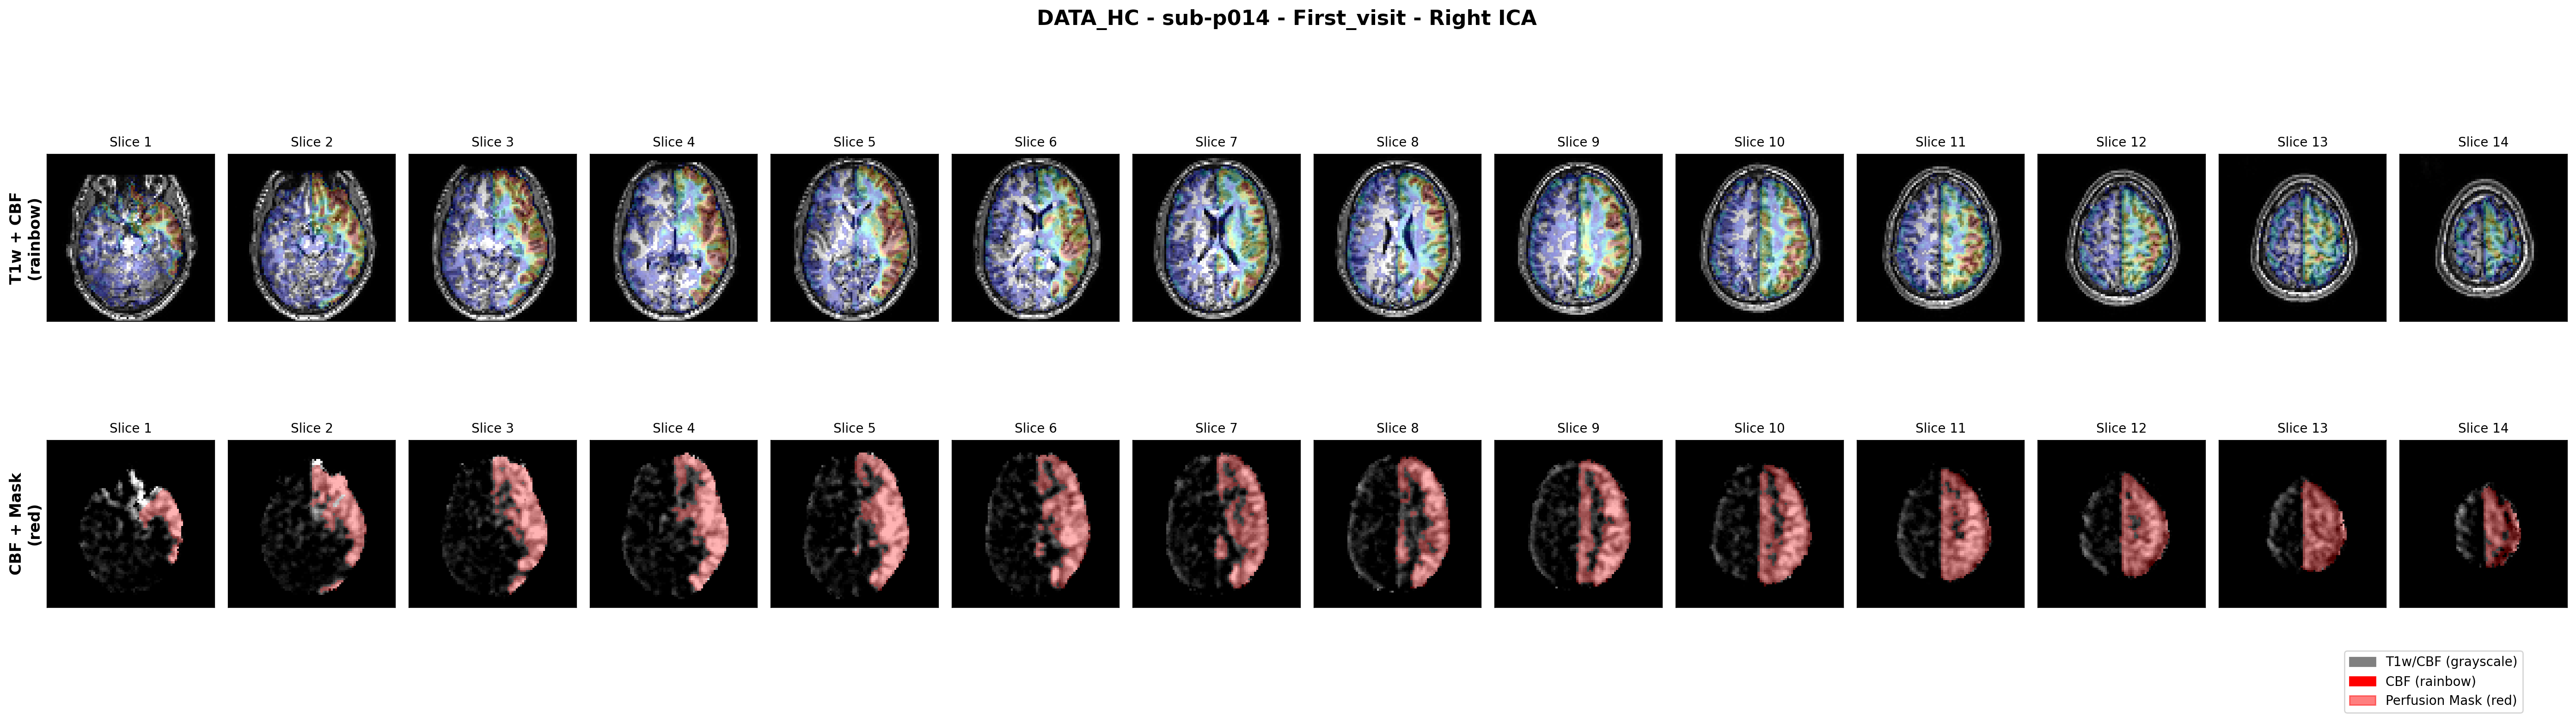 DATA_HC - sub-p014 - First_visit - Right ICA
Slice 1 Slice 2 Slice 3 Slice 4 Slice 5 Slice 6 Slice 7 Slice 8 Slice 9 Slice 10 Slice 11 Slice 12 Slice 13 Slice 14
T1w + CBF
(rainbow)
Slice 1 Slice 2 Slice 3 Slice 4 Slice 5 Slice 6 Slice 7 Slice 8 Slice 9 Slice 10 Slice 11 Slice 12 Slice 13 Slice 14
CBF + Mask
(red)
T1w/CBF (grayscale)
CBF (rainbow)
Perfusion Mask (red)